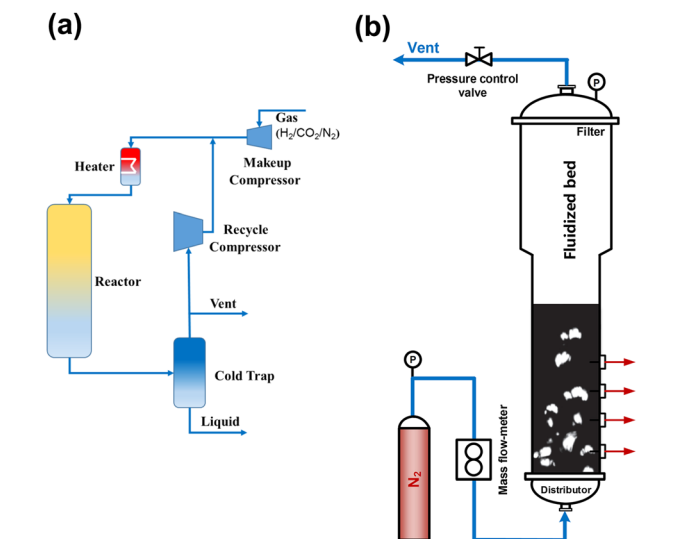 (a)
Gas
(H₂/CO₂/N₂)
Makeup
Compressor
Heater
Recycle
Compressor
Reactor
Vent
Cold Trap
Liquid
(b)
Vent
Pressure control
valve
P
Filter
Fluidized bed
P
Mass flow-meter
N₂
Distributor